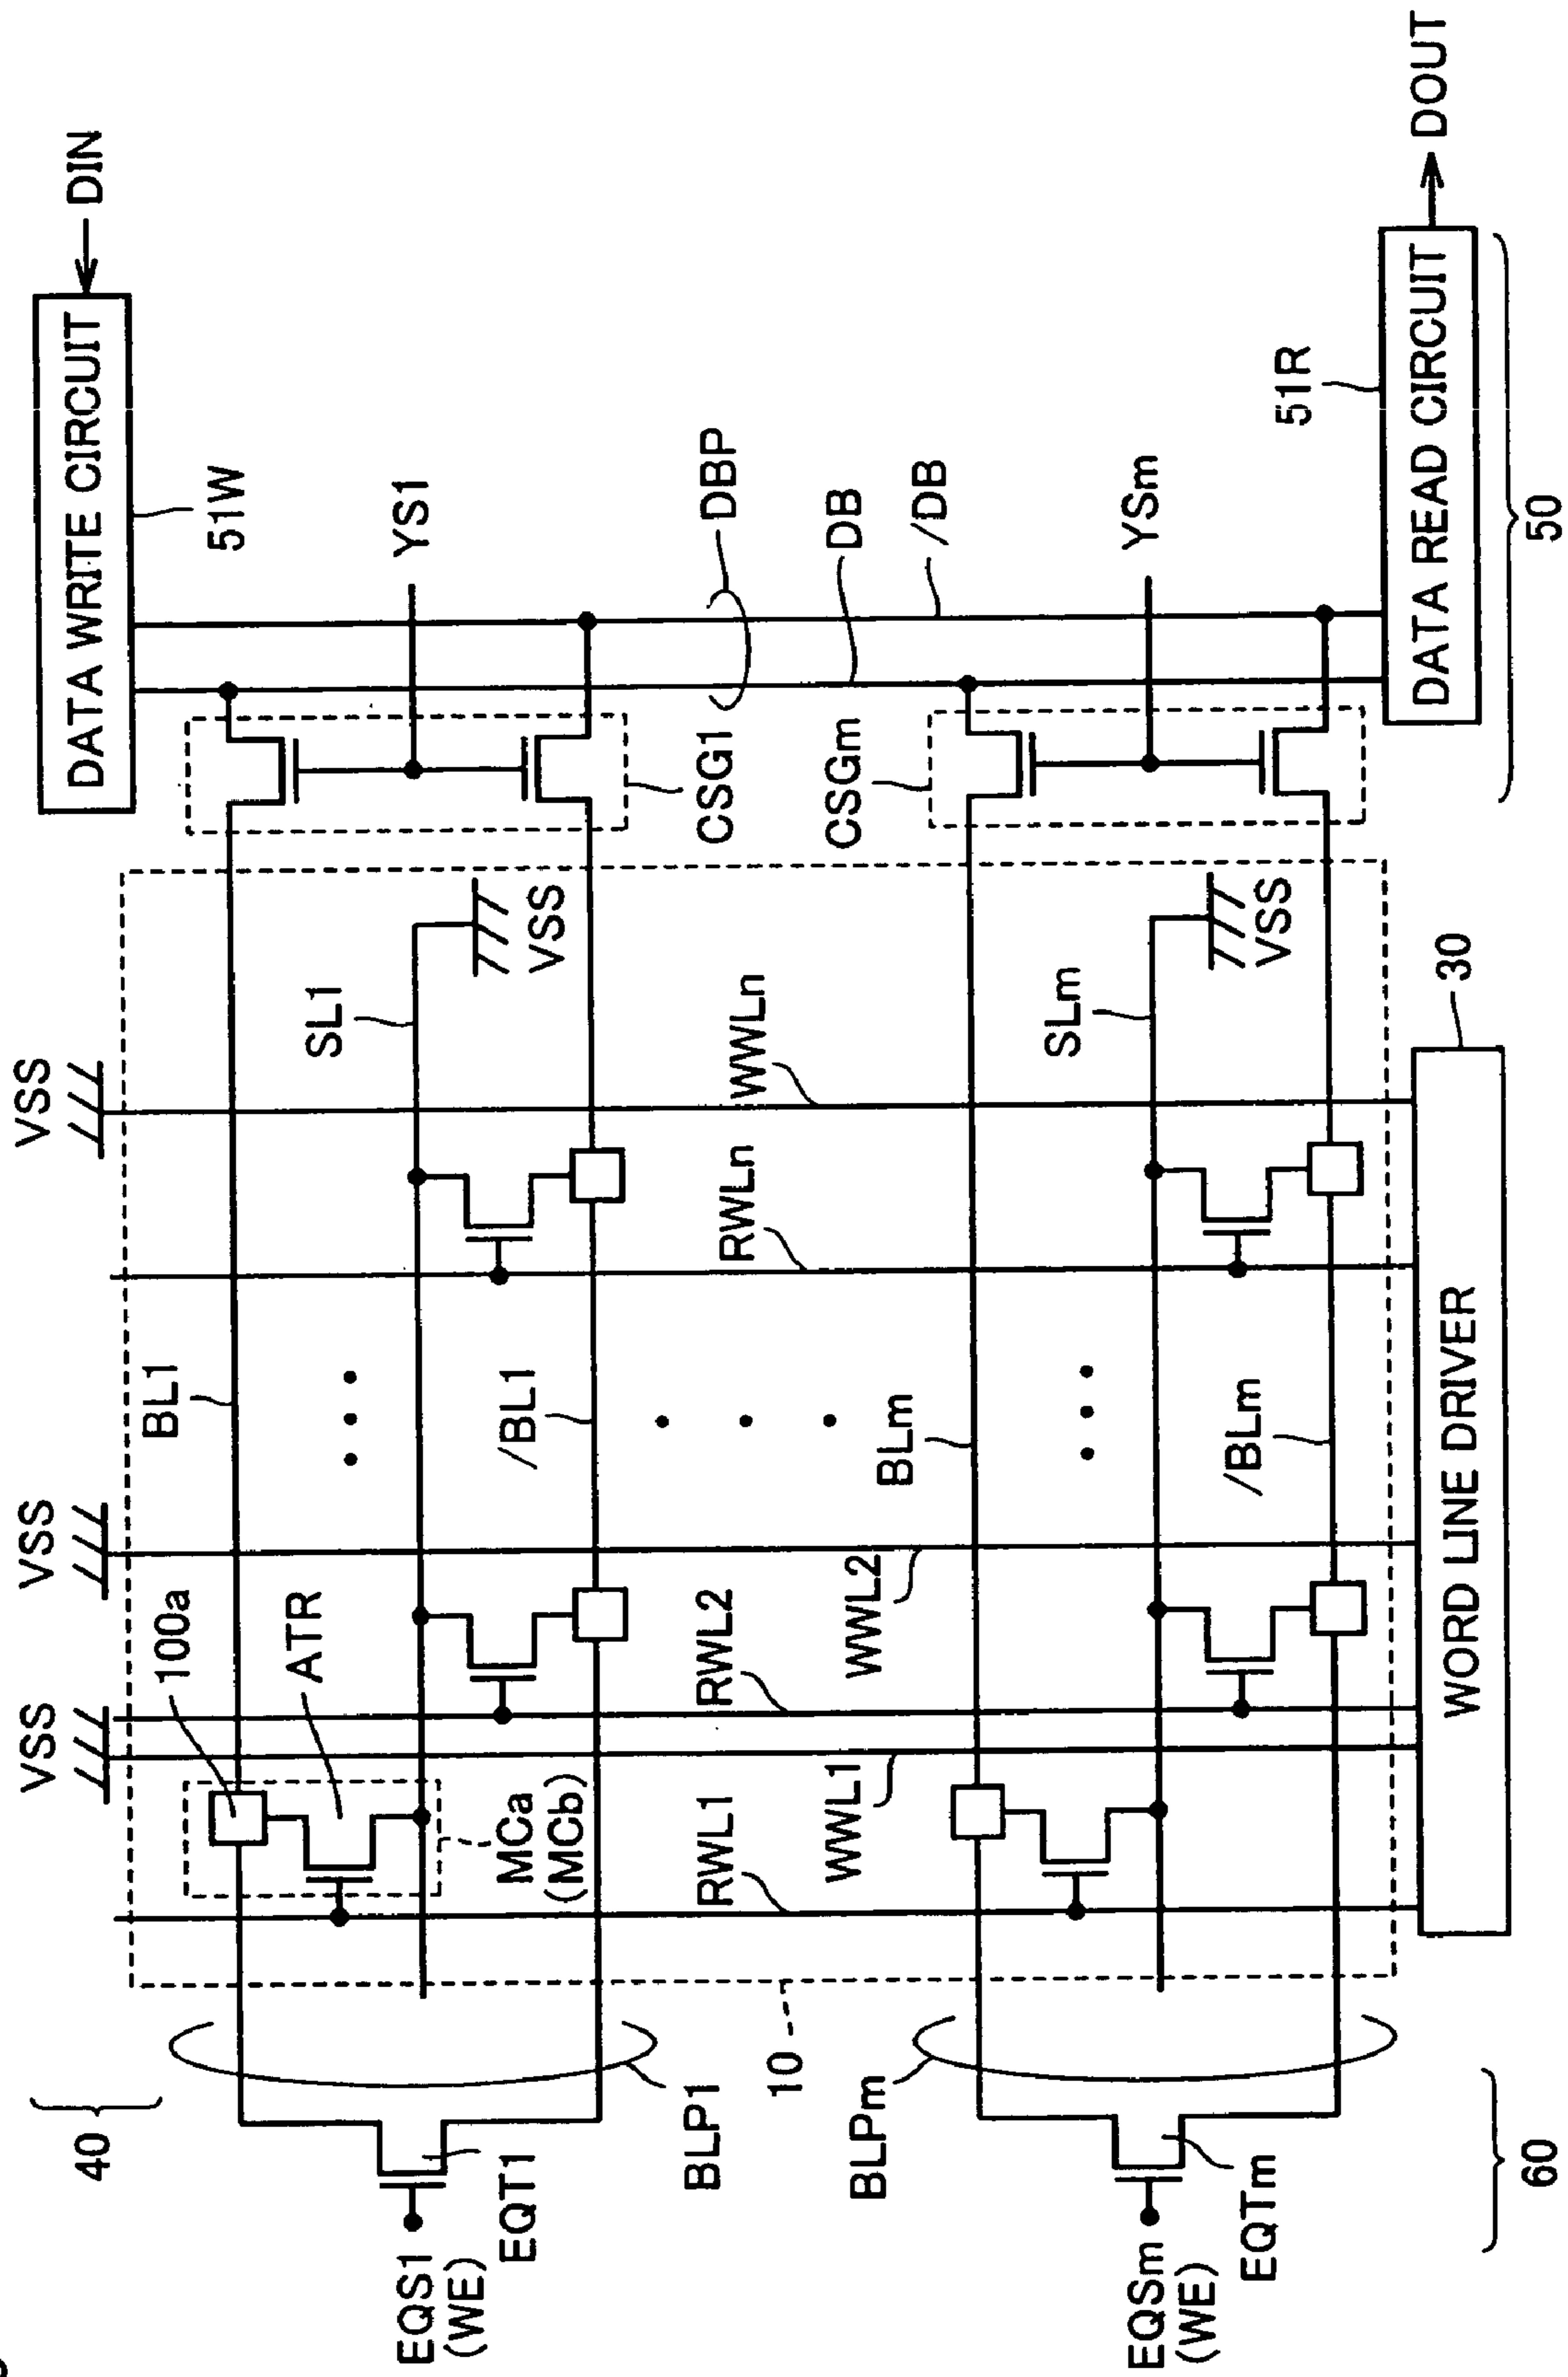 DATA WRITE CIRCUIT
DIN
51W
40
VSS
VSS
VSS
100a
ATR
BL1
SL1
VSS
YS1
EQS1
(WE)
EQT1
MCa
(MCb)
/BL1
CSG1
DBP
BLP1
RWL1
RWL2
RWLn
WWLn
10
WWL1
WWL2
DB
/DB
BLPm
BLm
CSGm
SLm
VSS
YSm
EQSm
(WE)
EQTm
/BLm
51R
DATA READ CIRCUIT
DOUT
WORD LINE DRIVER
30
60
50